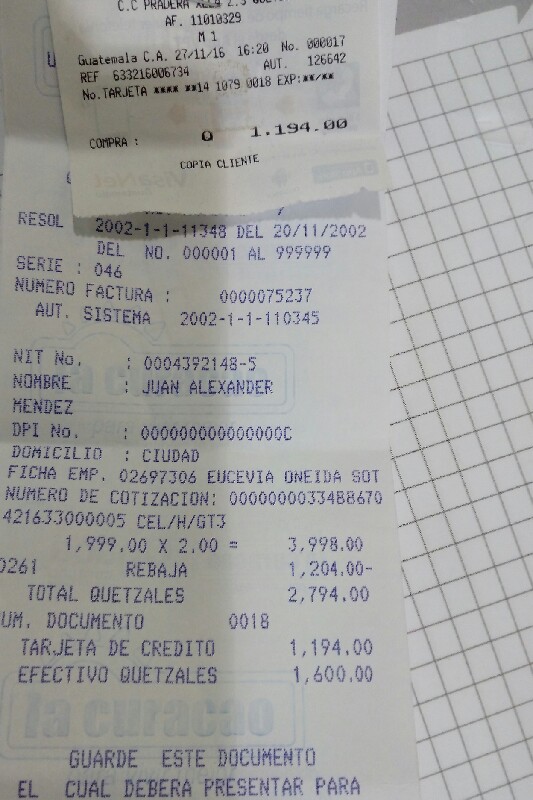 C.C PRADERA
AF. 11010329
M 1
Guatemala C.A. 27/11/16 16:20 No. 000017
REF 633216006734 AUT. 126642
No.TARJETA **** **14 1079 0018 EXP:**/**
COMPRA : Q 1.194.00
COPIA CLIENTE
RESOL 2002-1-1-11348 DEL 20/11/2002
DEL NO. 000001 AL 999999
SERIE : 046
NUMERO FACTURA : 0000075237
AUT. SISTEMA 2002-1-1-110345
NIT No. : 0004392148-5
NOMBRE : JUAN ALEXANDER
MENDEZ
DPI No. : 000000000000000C
DOMICILIO : CIUDAD
FICHA EMP. 02697306 EUCEVIA ONEIDA SOT
NUMERO DE COTIZACION: 0000000033488670
421633000005 CEL/H/GT3
1,999.00 X 2.00 = 3,998.00
0261 REBAJA 1,204.00-
TOTAL QUETZALES 2,794.00
UM. DOCUMENTO 0018
TARJETA DE CREDITO 1,194.00
EFECTIVO QUETZALES 1,600.00
la curacao
GUARDE ESTE DOCUMENTO
EL CUAL DEBERA PRESENTAR PARA